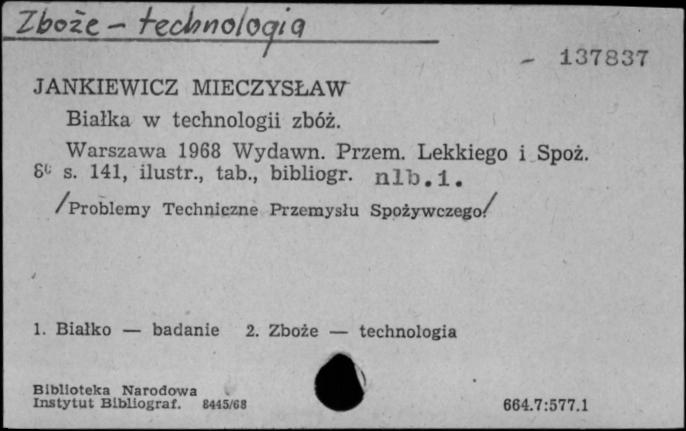 Zboże – technologia
– 137837
JANKIEWICZ MIECZYSŁAW
Białka w technologii zbóż.
Warszawa 1968 Wydawn. Przem. Lekkiego i Spoż.
8° s. 141, ilustr., tab., bibliogr. nlb.1.
/Problemy Techniczne Przemysłu Spożywczego/
1. Białko — badanie 2. Zboże — technologia
Biblioteka Narodowa
Instytut Bibliograf. 8445/68
664.7:577.1